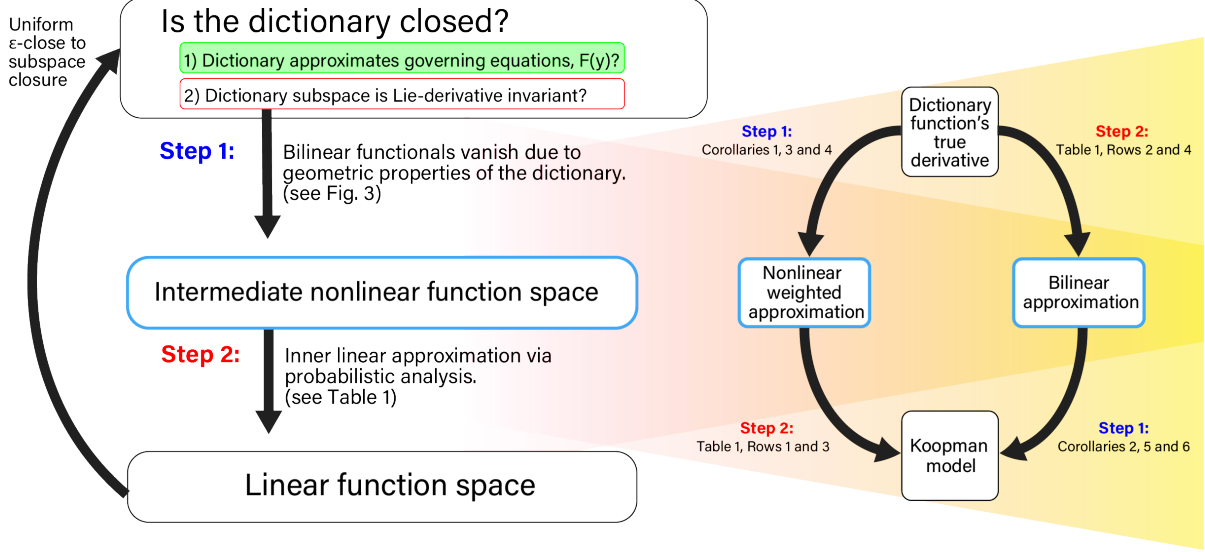 Uniform
ε-close to
subspace
closure
Is the dictionary closed?
1) Dictionary approximates governing equations, F(y)?
2) Dictionary subspace is Lie-derivative invariant?
Step 1:
Bilinear functionals vanish due to
geometric properties of the dictionary.
(see Fig. 3)
Intermediate nonlinear function space
Step 2:
Inner linear approximation via
probabilistic analysis.
(see Table 1)
Linear function space
Dictionary
function's
true
derivative
Step 1:
Corollaries 1, 3 and 4
Step 2:
Table 1, Rows 2 and 4
Nonlinear
weighted
approximation
Bilinear
approximation
Step 2:
Table 1, Rows 1 and 3
Step 1:
Corollaries 2, 5 and 6
Koopman
model